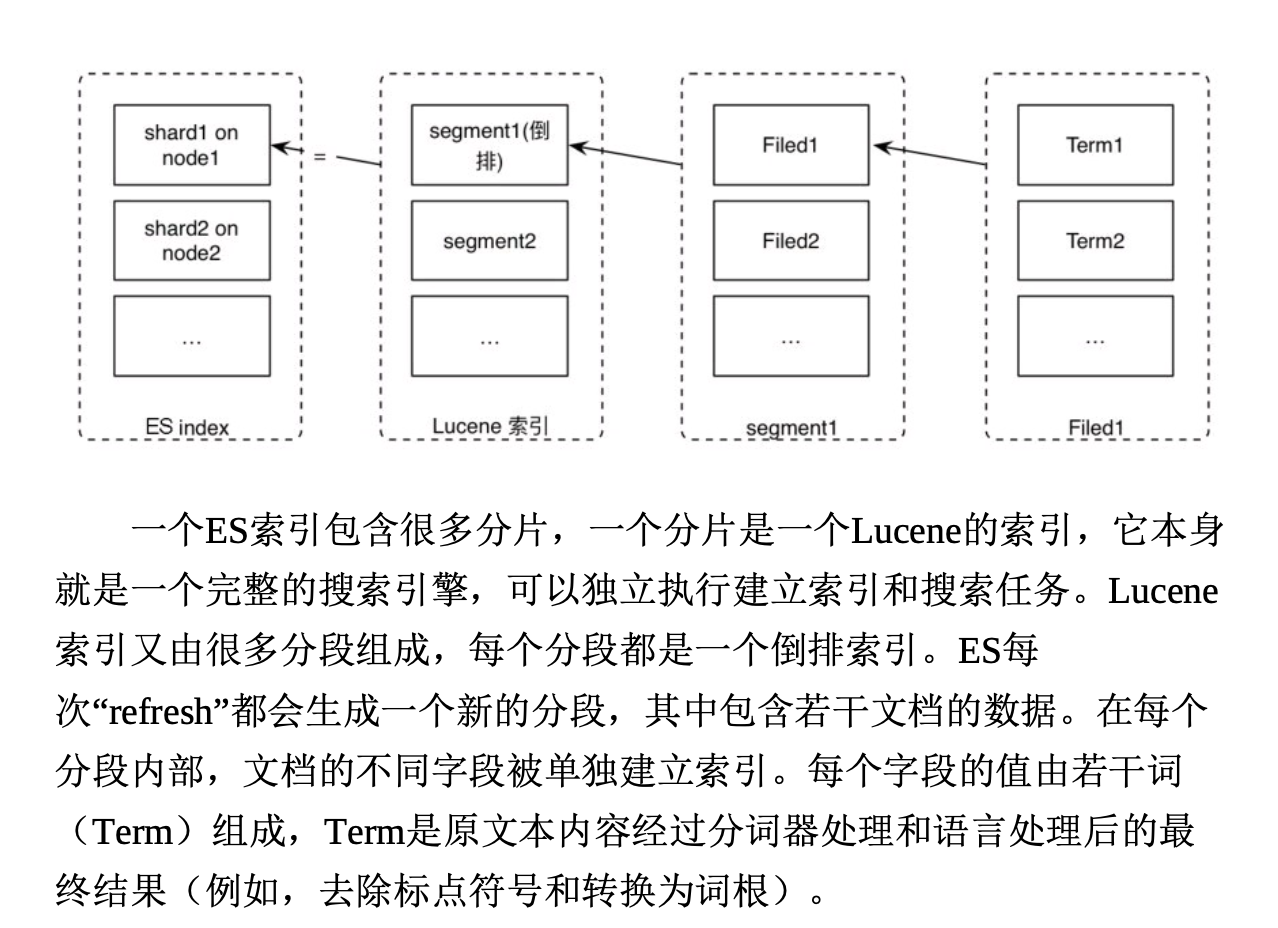 shard1 on
node1
shard2 on
node2
...
ES index
=
segment1(倒
排)
segment2
...
Lucene 索引
Filed1
Filed2
...
segment1
Term1
Term2
...
Filed1
一个ES索引包含很多分片，一个分片是一个Lucene的索引，它本身
就是一个完整的搜索引擎，可以独立执行建立索引和搜索任务。Lucene
索引又由很多分段组成，每个分段都是一个倒排索引。ES每
次“refresh”都会生成一个新的分段，其中包含若干文档的数据。在每个
分段内部，文档的不同字段被单独建立索引。每个字段的值由若干词
（Term）组成，Term是原文本内容经过分词器处理和语言处理后的最
终结果（例如，去除标点符号和转换为词根）。